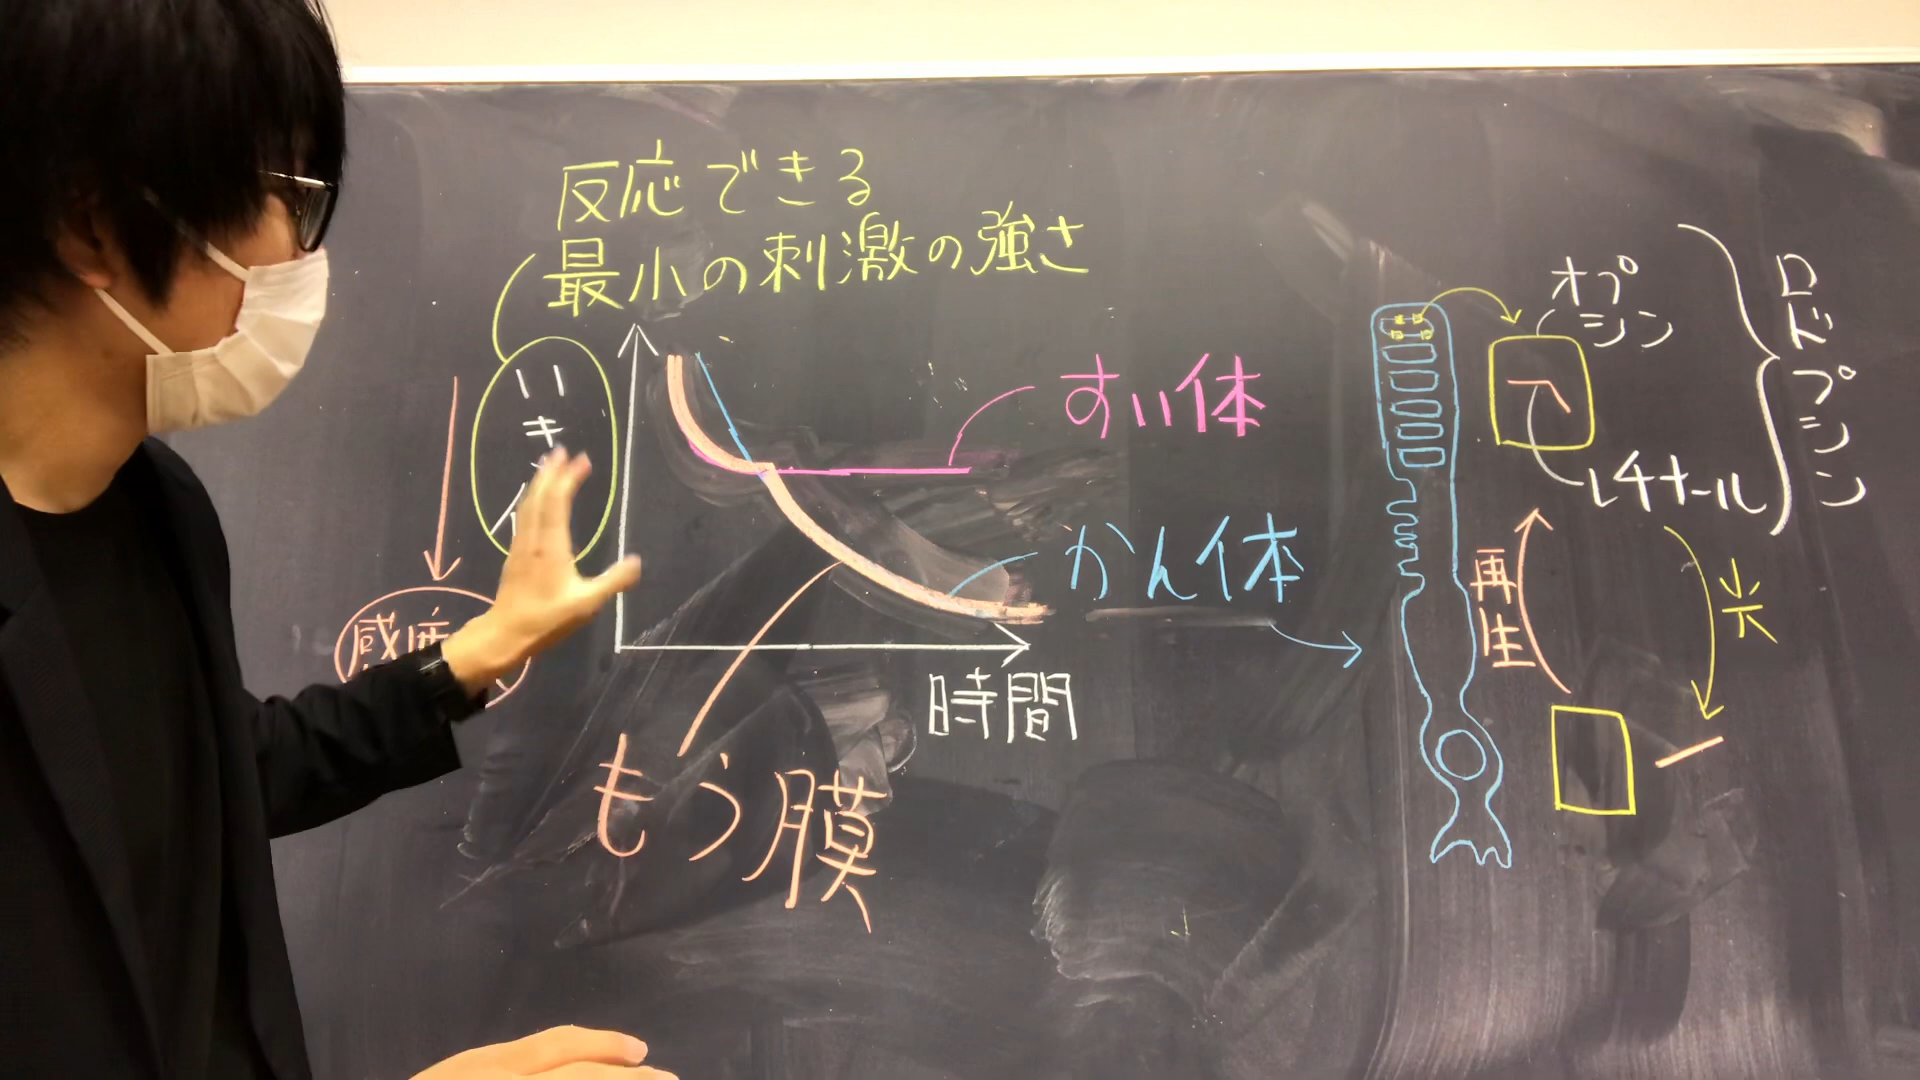 反応できる
最小の刺激の強さ
いき
感度
すい体
かん体
時間
もう膜
オプシン
レチナール
ロドプシン
再生
光